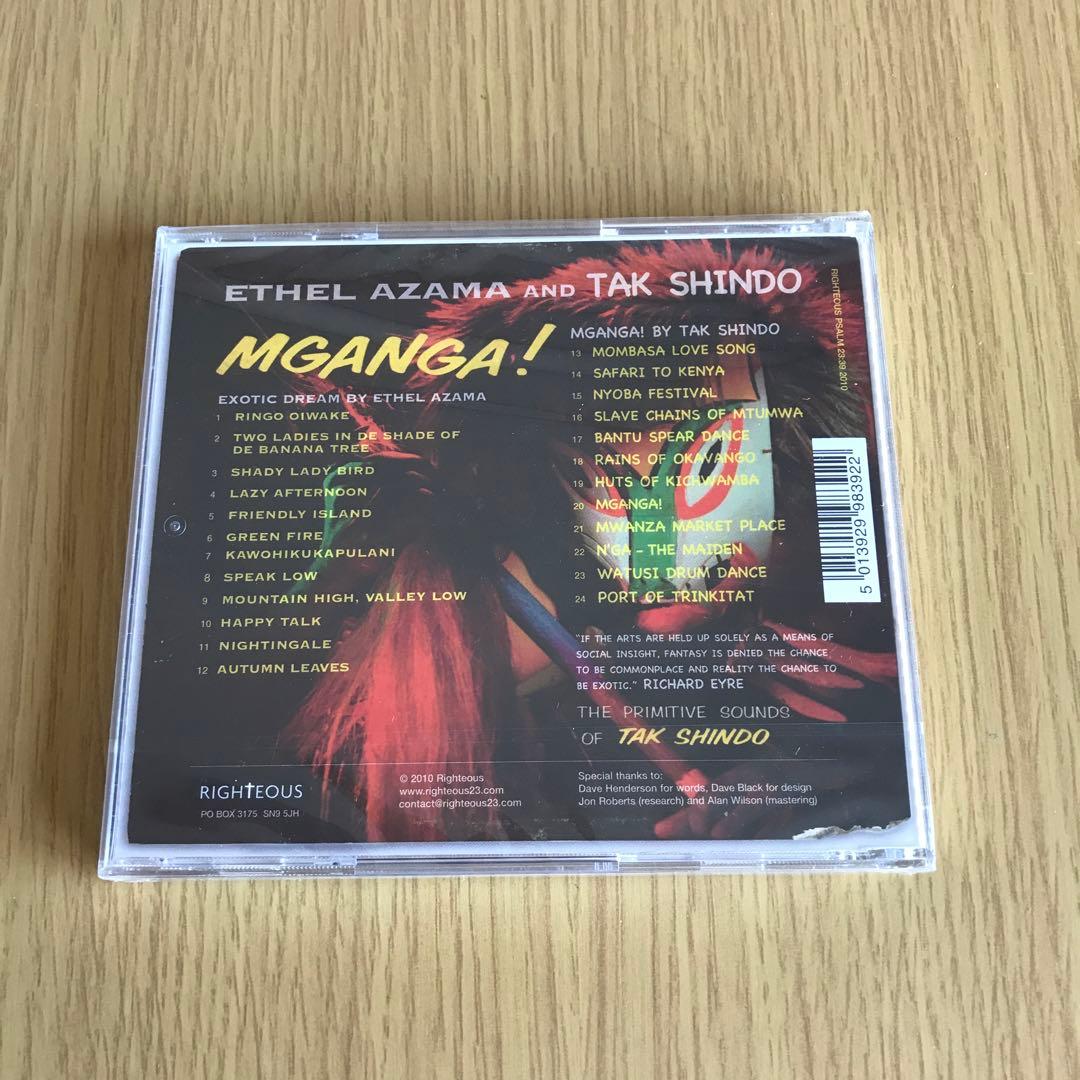 ETHEL AZAMA AND TAK SHINDO
MGANGA!
EXOTIC DREAM BY ETHEL AZAMA
1 RINGO OIWAKE
2 TWO LADIES IN DE SHADE OF
DE BANANA TREE
3 SHADY LADY BIRD
4 LAZY AFTERNOON
5 FRIENDLY ISLAND
6 GREEN FIRE
7 KAWOHIKUKAPULANI
8 SPEAK LOW
9 MOUNTAIN HIGH, VALLEY LOW
10 HAPPY TALK
11 NIGHTINGALE
12 AUTUMN LEAVES
MGANGA! BY TAK SHINDO
13 MOMBASA LOVE SONG
14 SAFARI TO KENYA
15 NYOBA FESTIVAL
16 SLAVE CHAINS OF MTUMWA
17 BANTU SPEAR DANCE
18 RAINS OF OKAVANGO
19 HUTS OF KICHWAMBA
20 MGANGA!
21 MWANZA MARKET PLACE
22 N'GA - THE MAIDEN
23 WATUSI DRUM DANCE
24 PORT OF TRINKITAT
"IF THE ARTS ARE HELD UP SOLELY AS A MEANS OF
SOCIAL INSIGHT, FANTASY IS DENIED THE CHANCE
TO BE COMMONPLACE AND REALITY THE CHANCE TO
BE EXOTIC." RICHARD EYRE
THE PRIMITIVE SOUNDS
OF TAK SHINDO
RIGHTEOUS PSALM 23:39 2010
5 013929 983922
RIGHTEOUS
PO BOX 3175 SN9 5JH
© 2010 Righteous
www.righteous23.com
contact@righteous23.com
Special thanks to:
Dave Henderson for words, Dave Black for design
Jon Roberts (research) and Alan Wilson (mastering)